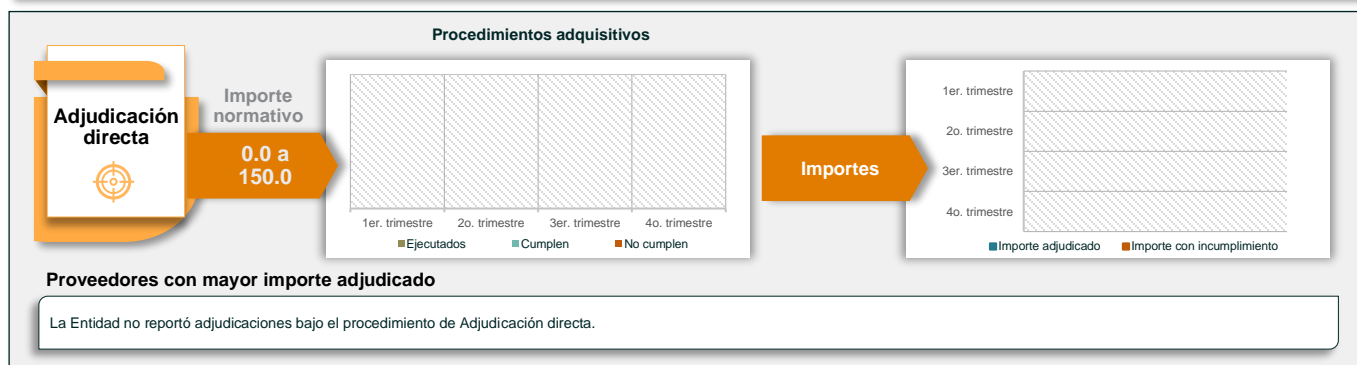 Procedimientos adquisitivos
Adjudicación
directa
Importe
normativo
0.0 a
150.0
1er. trimestre
2o. trimestre
3er. trimestre
4o. trimestre
Ejecutados
Cumplen
No cumplen
Importes
1er. trimestre
2o. trimestre
3er. trimestre
4o. trimestre
Importe adjudicado
Importe con incumplimiento
Proveedores con mayor importe adjudicado
La Entidad no reportó adjudicaciones bajo el procedimiento de Adjudicación directa.